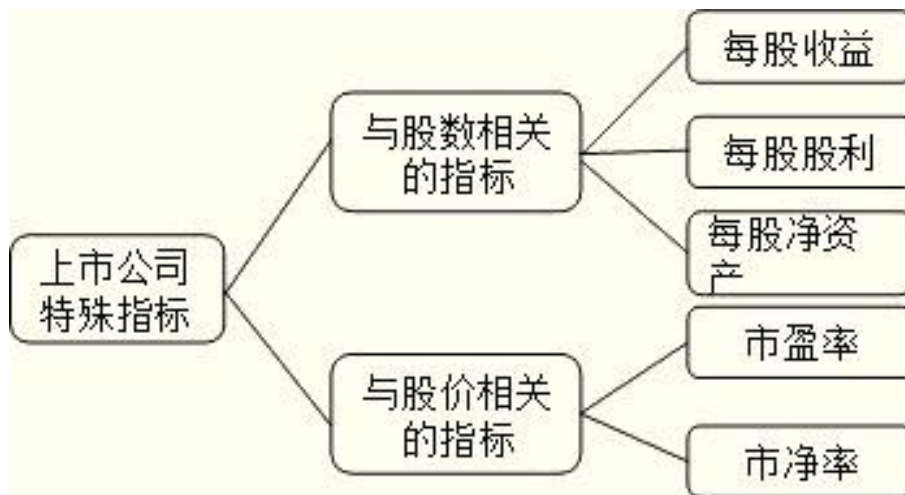 上市公司
特殊指标
与股数相关
的指标
每股收益
每股股利
每股净资
产
与股价相关
的指标
市盈率
市净率